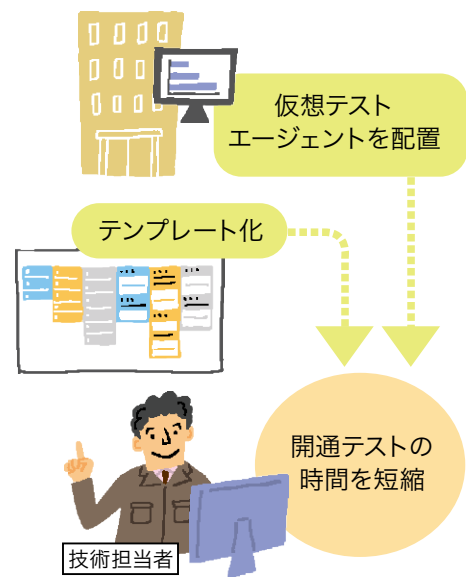 仮想テスト
エージェントを配置
テンプレート化
開通テストの
時間を短縮
技術担当者